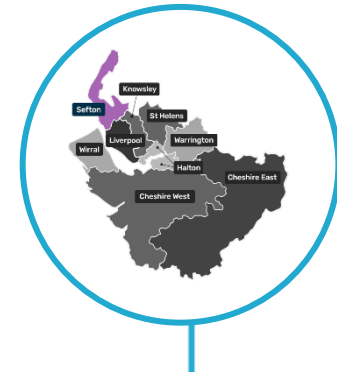 Knowsley
Sefton
St Helens
Liverpool
Warrington
Wirral
Halton
Cheshire East
Cheshire West